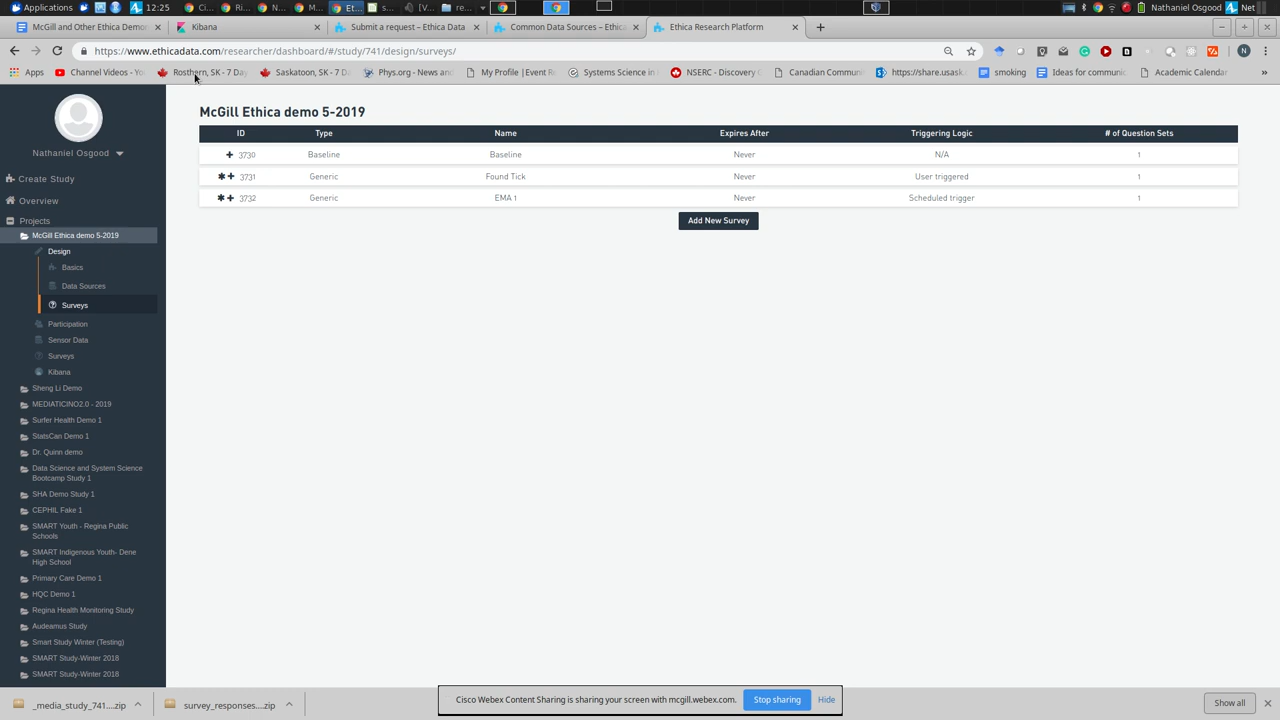 12:25
Nathaniel Osgood
Net
McGill and Other Ethica Demo
Kibana
Submit a request – Ethica Data
Common Data Sources – Ethica
Ethica Research Platform
https://www.ethicadata.com/researcher/dashboard/#/study/741/design/surveys/
Apps
Channel Videos - Yo
Rosthern, SK - 7 Day
Saskatoon, SK - 7 D
Phys.org - News and
My Profile | Event R
Systems Science in
NSERC - Discovery
Canadian Commun
https://share.usask
smoking
Ideas for communi
Academic Calendar
Nathaniel Osgood
Create Study
Overview
Projects
McGill Ethica demo 5-2019
Design
Basics
Data Sources
Surveys
Participation
Sensor Data
Surveys
Kibana
Sheng Li Demo
MEDIATICINO2.0 - 2019
Surfer Health Demo 1
StatsCan Demo 1
Dr. Quinn demo
Data Science and System Science
Bootcamp Study 1
SHA Demo Study 1
CEPHIL Fake 1
SMART Youth - Regina Public
Schools
SMART Indigenous Youth- Dene
High School
Primary Care Demo 1
HQC Demo 1
Regina Health Monitoring Study
Audeamus Study
Smart Study Winter (Testing)
SMART Study-Winter 2018
SMART Study-Winter 2018
McGill Ethica demo 5-2019
ID Type Name Expires After Triggering Logic # of Question Sets
3730 Baseline Baseline Never N/A 1
3731 Generic Found Tick Never User triggered 1
3732 Generic EMA 1 Never Scheduled trigger 1
Add New Survey
_media_study_741....zip
survey_responses....zip
Cisco Webex Content Sharing is sharing your screen with mcgill.webex.com.
Stop sharing
Hide
Show all